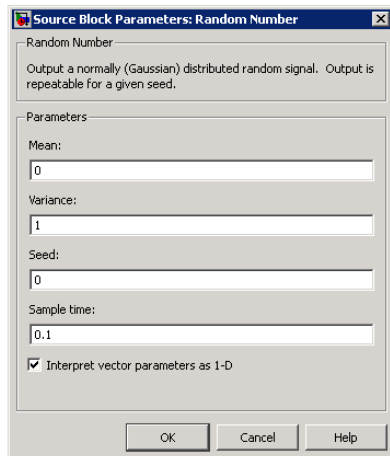 Source Block Parameters: Random Number
Random Number
Output a normally (Gaussian) distributed random signal.  Output is
repeatable for a given seed.
Parameters
Mean:
0
Variance:
1
Seed:
0
Sample time:
0.1
Interpret vector parameters as 1-D
OK Cancel Help